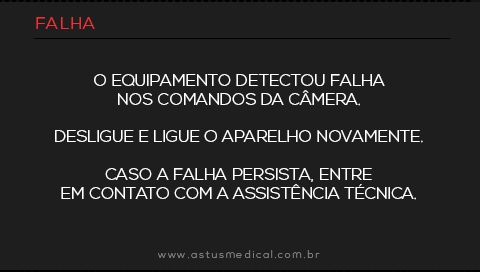 FALHA
O EQUIPAMENTO DETECTOU FALHA
NOS COMANDOS DA CÂMERA.
DESLIGUE E LIGUE O APARELHO NOVAMENTE.
CASO A FALHA PERSISTA, ENTRE
EM CONTATO COM A ASSISTÊNCIA TÉCNICA.
www.astusmedical.com.br